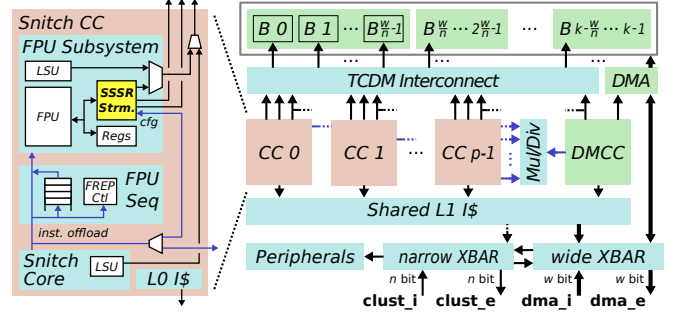 Snitch CC
FPU Subsystem
LSU
FPU
SSSR
Strm.
Regs
cfg
FREP
Ctl
FPU
Seq
inst. offload
Snitch
Core
LSU
L0 I$
B 0
B 1
...
B w/n-1
B w/n ... 2w/n-1
...
B k-w/n ... k-1
...
...
TCDM Interconnect
DMA
CC 0
CC 1
...
CC p-1
Mul/Div
DMCC
Shared L1 I$
Peripherals
narrow XBAR
wide XBAR
n bit
n bit
w bit
w bit
clust_i
clust_e
dma_i
dma_e